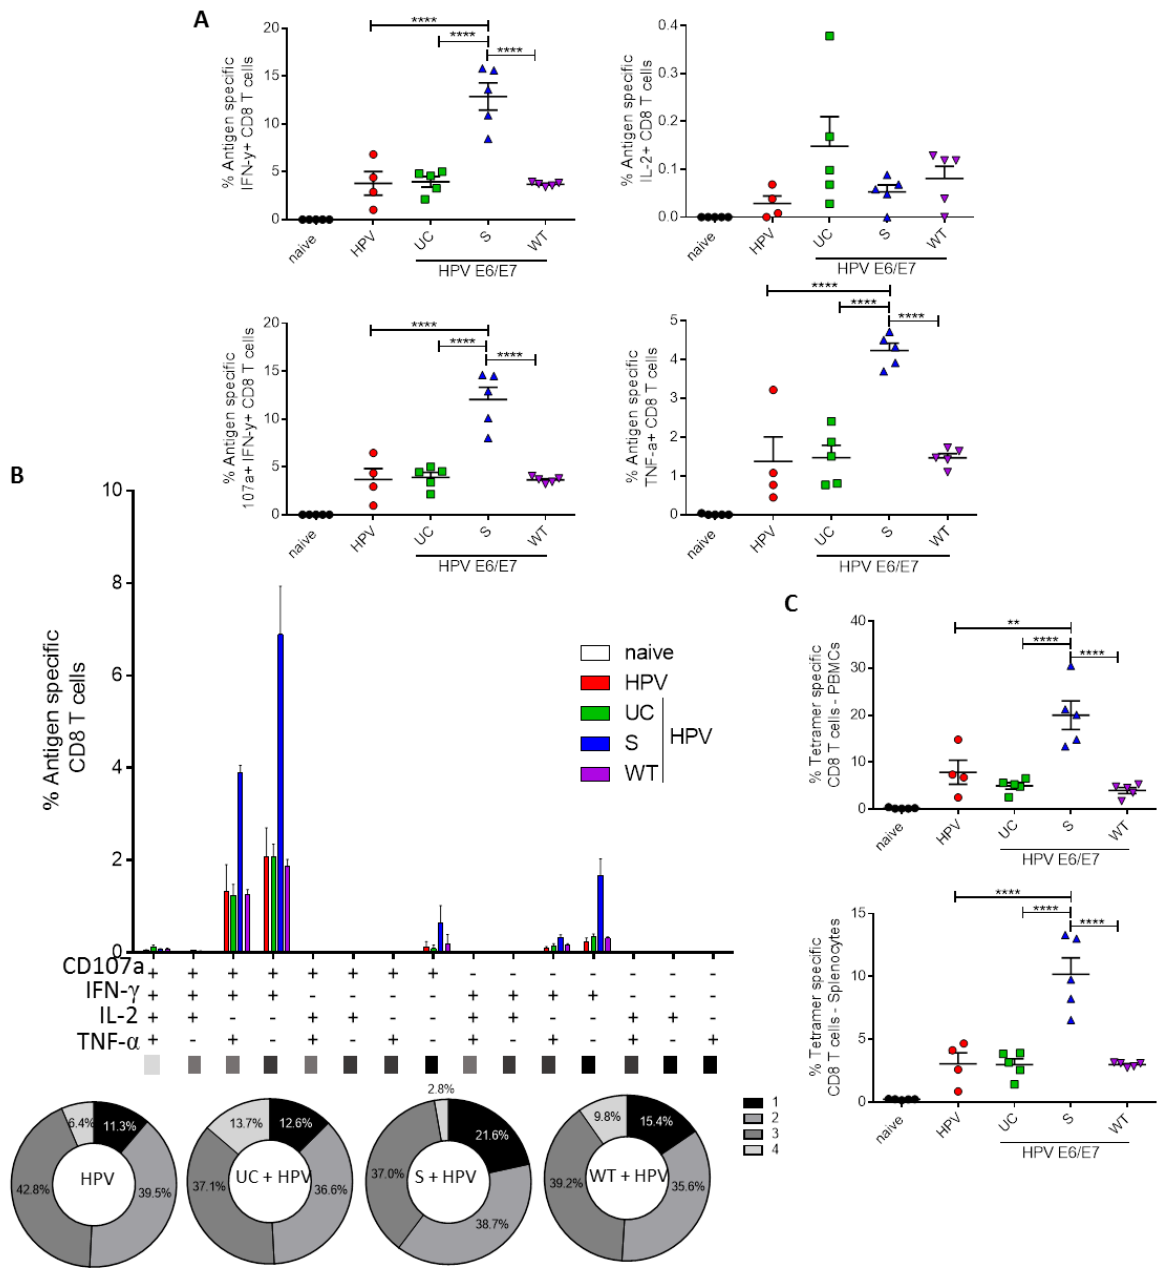 A
% Antigen specific
IFN-y+ CD8 T cells
20
15
10
5
0
****
****
****
naive
HPV
UC
S
WT
HPV E6/E7
% Antigen specific
IL-2+ CD8 T cells
0.4
0.3
0.2
0.1
0.0
naive
HPV
UC
S
WT
HPV E6/E7
% Antigen specific
107a+ IFN-y+ CD8 T cells
20
15
10
5
0
****
****
****
naive
HPV
UC
S
WT
HPV E6/E7
% Antigen specific
TNF-a+ CD8 T cells
5
4
3
2
1
0
****
****
****
naive
HPV
UC
S
WT
HPV E6/E7
B
% Antigen specific
CD8 T cells
10
8
6
4
2
0
naive
HPV
UC
S
WT
HPV
CD107a + + + + + + + + - - - - - - -
IFN-γ + + + + - - - - + + + + - - -
IL-2 + + - - + + - - + + - - + + -
TNF-α + - + - + - + - + - + - + - +
6.4%
11.3%
42.8%
39.5%
HPV
13.7%
12.6%
37.1%
36.6%
UC + HPV
2.8%
21.6%
37.0%
38.7%
S + HPV
9.8%
15.4%
39.2%
35.6%
WT + HPV
1
2
3
4
C
% Tetramer specific
CD8 T cells - PBMCs
40
30
20
10
0
**
****
****
naive
HPV
UC
S
WT
HPV E6/E7
% Tetramer specific
CD8 T cells - Splenocytes
15
10
5
0
****
****
****
naive
HPV
UC
S
WT
HPV E6/E7